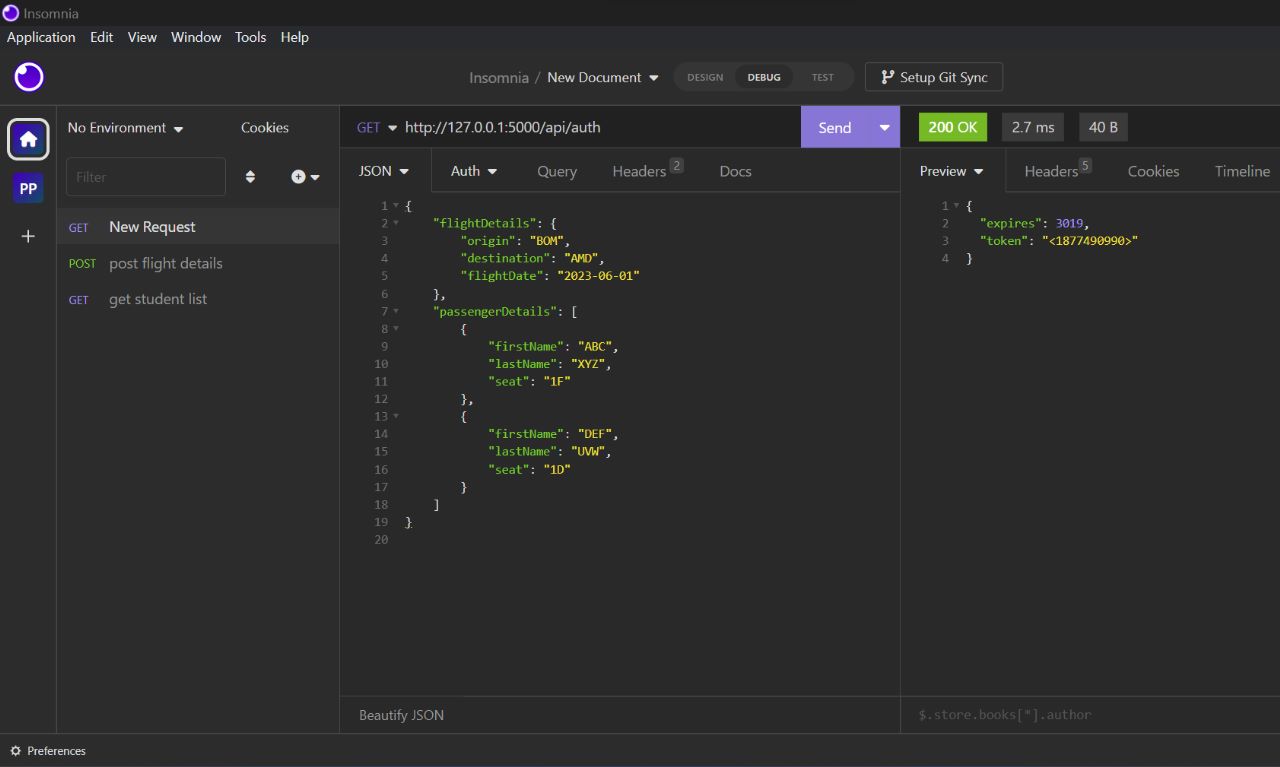 Insomnia
Application Edit View Window Tools Help
Insomnia / New Document DESIGN DEBUG TEST Setup Git Sync
No Environment Cookies
GET http://127.0.0.1:5000/api/auth Send 200 OK 2.7 ms 40 B
Filter
JSON Auth Query Headers 2 Docs
Preview Headers 5 Cookies Timeline
PP
GET New Request
POST post flight details
GET get student list
1 {
2 "flightDetails": {
3 "origin": "BOM",
4 "destination": "AMD",
5 "flightDate": "2023-06-01"
6 },
7 "passengerDetails": [
8 {
9 "firstName": "ABC",
10 "lastName": "XYZ",
11 "seat": "1F"
12 },
13 {
14 "firstName": "DEF",
15 "lastName": "UVW",
16 "seat": "1D"
17 }
18 ]
19 }
20
1 {
2 "expires": 3019,
3 "token": "<1877490990>"
4 }
Beautify JSON
$.store.books[*].author
Preferences